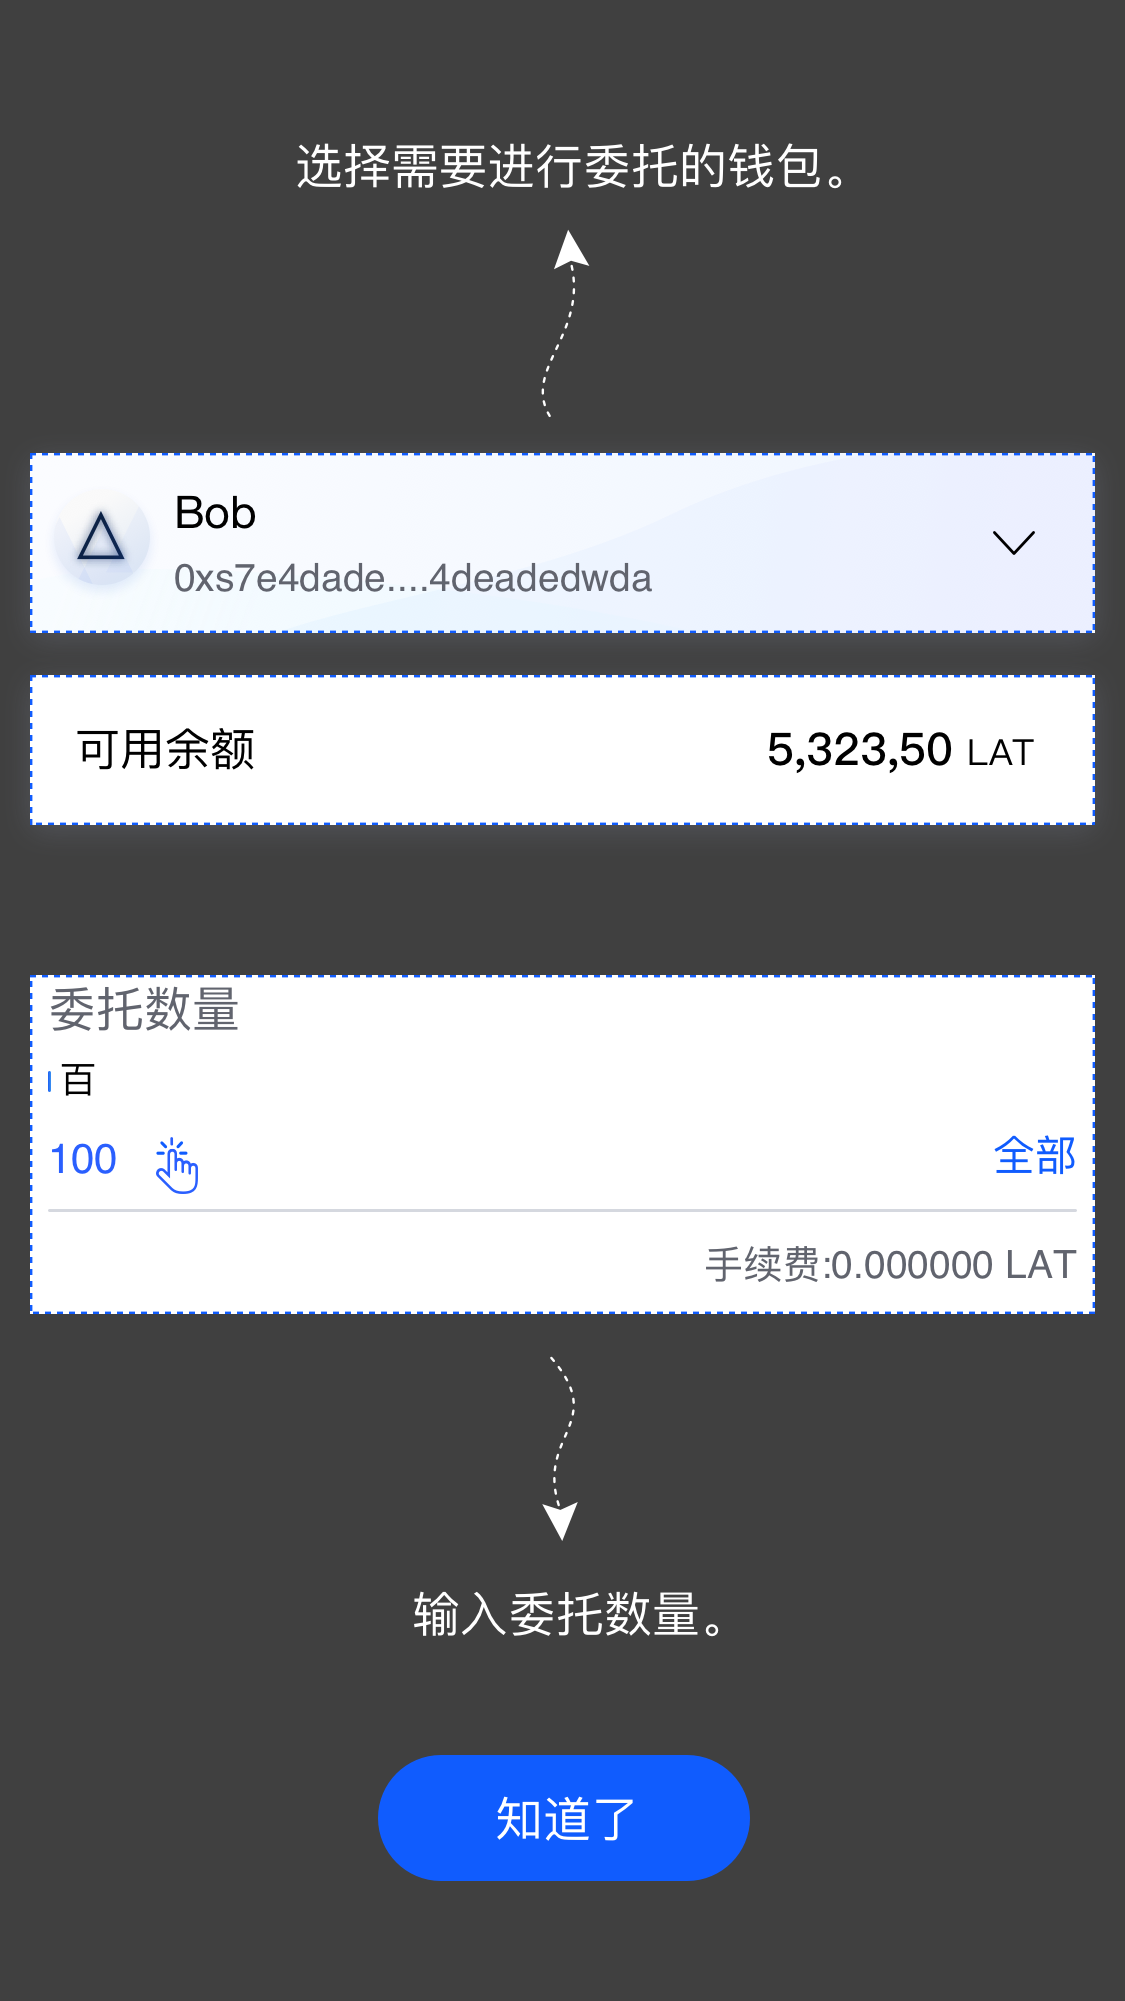 选择需要进行委托的钱包。
Bob
0xs7e4dade....4deadedwda
可用余额 5,323,50 LAT
委托数量
百
100 全部
手续费:0.000000 LAT
输入委托数量。
知道了